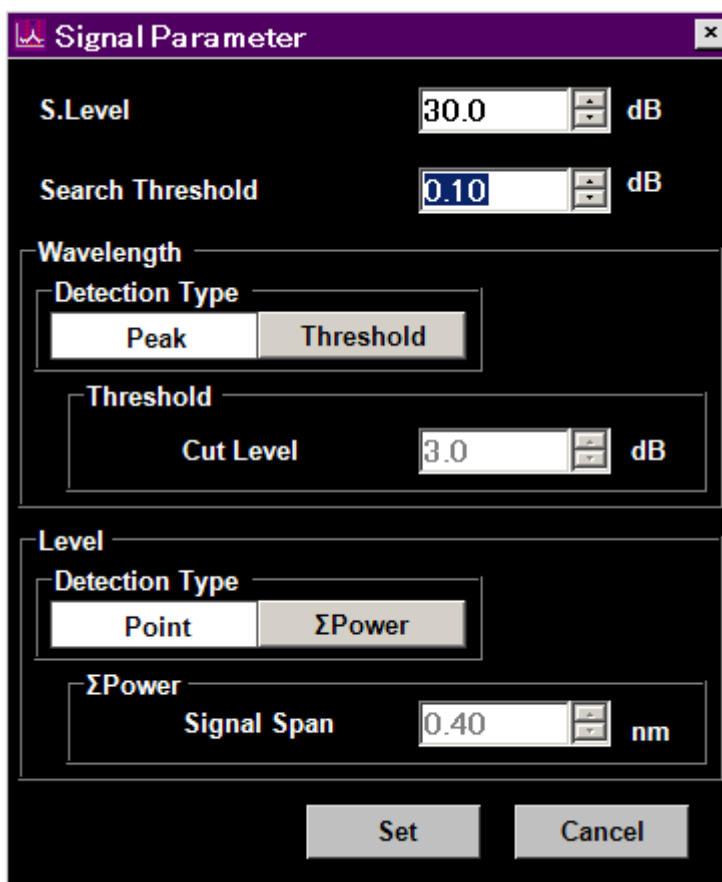 Signal Parameter
S.Level 30.0 dB
Search Threshold 0.10 dB
Wavelength
Detection Type
Peak Threshold
Threshold
Cut Level 3.0 dB
Level
Detection Type
Point ΣPower
ΣPower
Signal Span 0.40 nm
Set Cancel